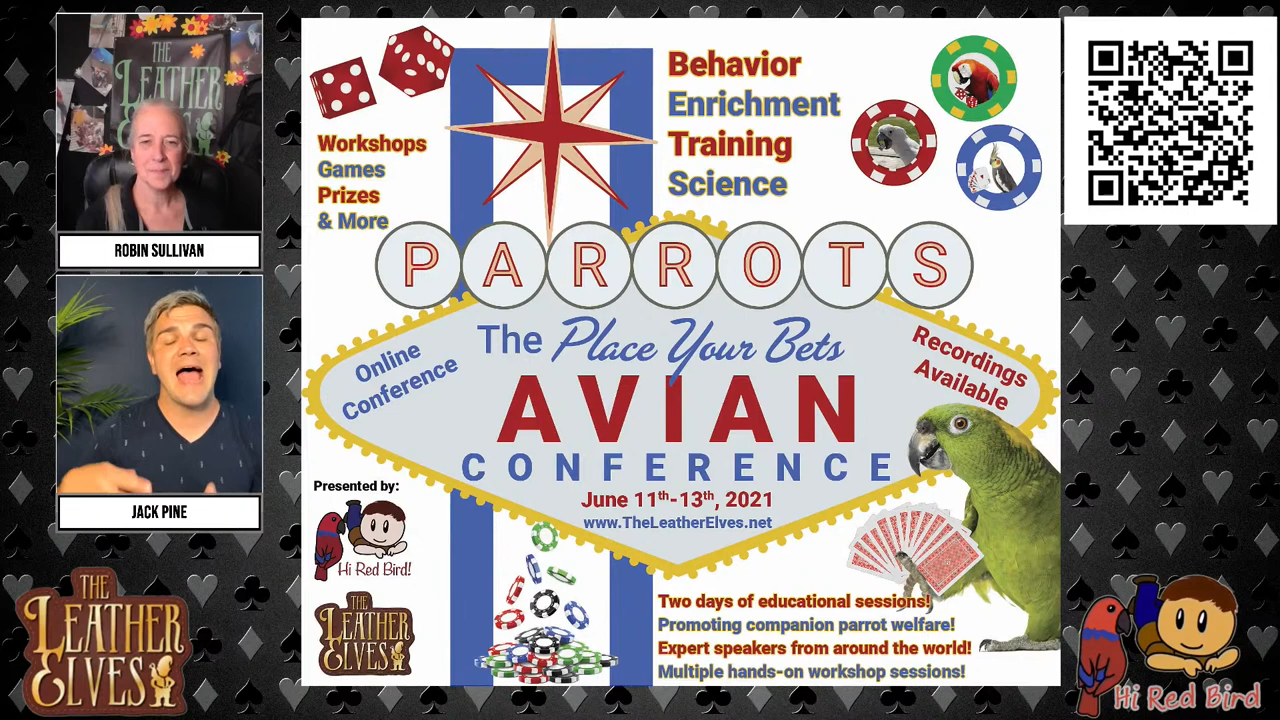 THE
LEATHER
ELVES
ROBIN SULLIVAN
JACK PINE
THE
LEATHER
ELVES
Workshops
Games
Prizes
& More
Behavior
Enrichment
Training
Science
PARROTS
Online
Conference
The Place Your Bets
AVIAN
CONFERENCE
June 11th-13th, 2021
www.TheLeatherElves.net
Recordings
Available
Presented by:
Hi Red Bird!
THE
LEATHER
ELVES
Two days of educational sessions!
Promoting companion parrot welfare!
Expert speakers from around the world!
Multiple hands-on workshop sessions!
Hi Red Bird